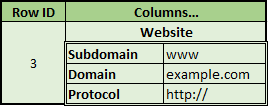 Row ID Columns...
Website
3
Subdomain www
Domain example.com
Protocol http://